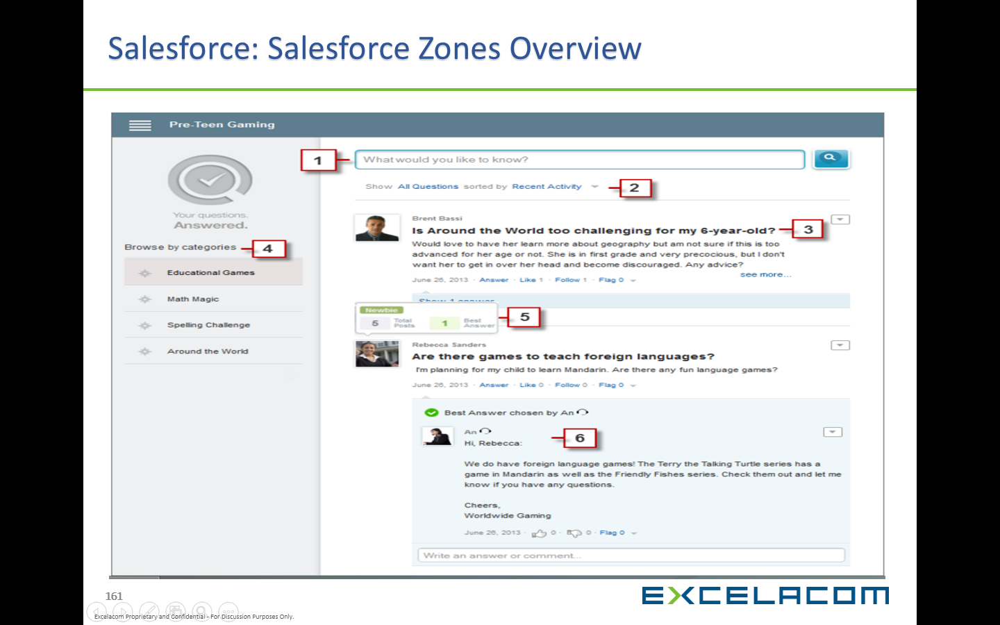 Salesforce: Salesforce Zones Overview
Pre-Teen Gaming
1
What would you like to know?
Show All Questions sorted by Recent Activity
2
Your questions.
Answered.
Browse by categories
4
Educational Games
Math Magic
Spelling Challenge
Around the World
Brent Bassi
Is Around the World too challenging for my 6-year-old?
3
Would love to have her learn more about geography but am not sure if this is too
advanced for her age or not. She is in first grade and very precocious, but I don't
want her to get in over her head and become discouraged. Any advice?
see more...
June 26, 2013 · Answer · Like 1 · Follow 1 · Flag 0
Show 1 answer
Newbie
5 Total Posts 1 Best Answer
5
Rebecca Sanders
Are there games to teach foreign languages?
I'm planning for my child to learn Mandarin. Are there any fun language games?
June 26, 2013 · Answer · Like 0 · Follow 0 · Flag 0
Best Answer chosen by An
An
6
Hi, Rebecca:
We do have foreign language games! The Terry the Talking Turtle series has a
game in Mandarin as well as the Friendly Fishes series. Check them out and let me
know if you have any questions.
Cheers,
Worldwide Gaming
June 26, 2013 · 0 · 0 · Flag 0
Write an answer or comment...
161
EXCELACOM
Excelacom Proprietary and Confidential - For Discussion Purposes Only.